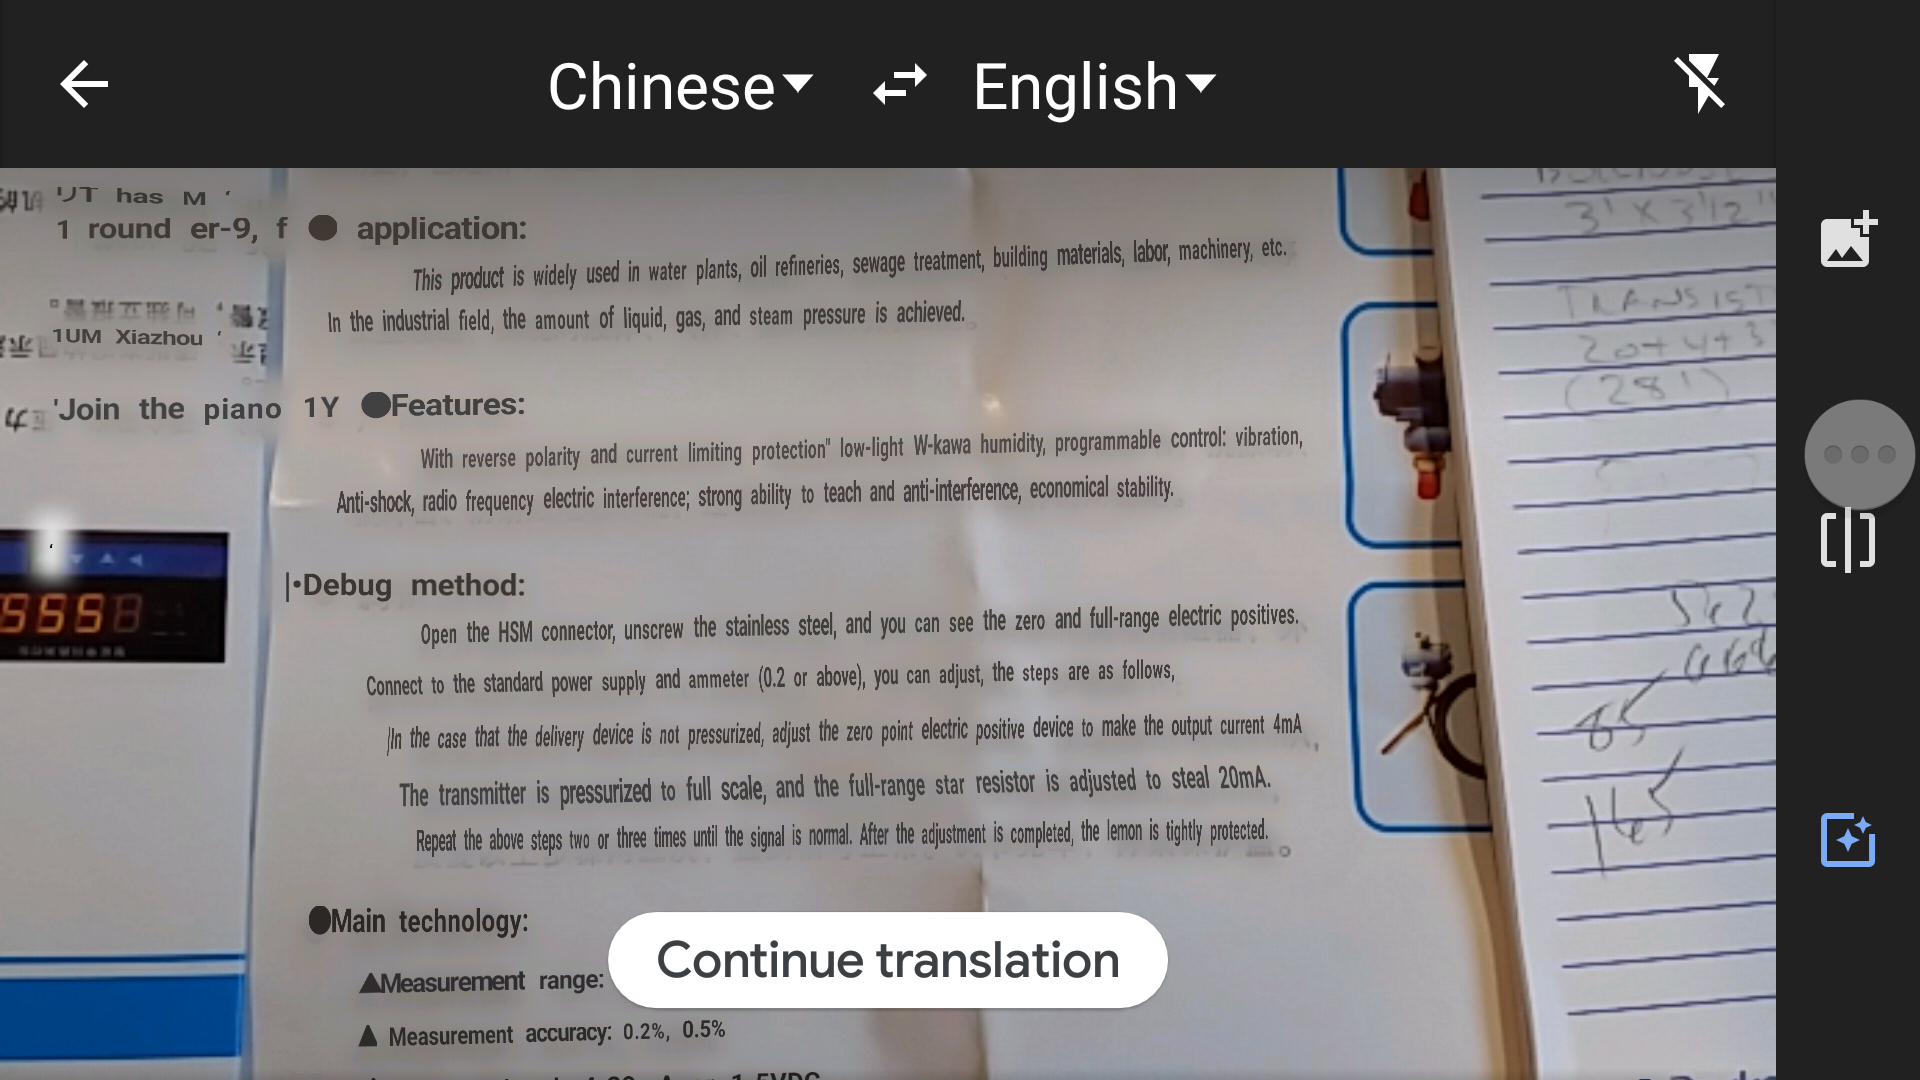 Chinese English
UT has M
1 round er-9, f ● application:
This product is widely used in water plants, oil refineries, sewage treatment, building materials, labor, machinery, etc.
In the industrial field, the amount of liquid, gas, and steam pressure is achieved.
1UM Xiazhou
'Join the piano 1Y ●Features:
With reverse polarity and current limiting protection" low-light W-kawa humidity, programmable control: vibration,
Anti-shock, radio frequency electric interference; strong ability to teach and anti-interference, economical stability.
|•Debug method:
Open the HSM connector, unscrew the stainless steel, and you can see the zero and full-range electric positives.
Connect to the standard power supply and ammeter (0.2 or above), you can adjust, the steps are as follows,
|In the case that the delivery device is not pressurized, adjust the zero point electric positive device to make the output current 4mA
The transmitter is pressurized to full scale, and the full-range star resistor is adjusted to steal 20mA.
Repeat the above steps two or three times until the signal is normal. After the adjustment is completed, the lemon is tightly protected.
●Main technology:
▲Measurement range:
▲ Measurement accuracy: 0.2%, 0.5%
Continue translation
3' X 3'12"
TRANSIST
20+4+3
(28')
85
165